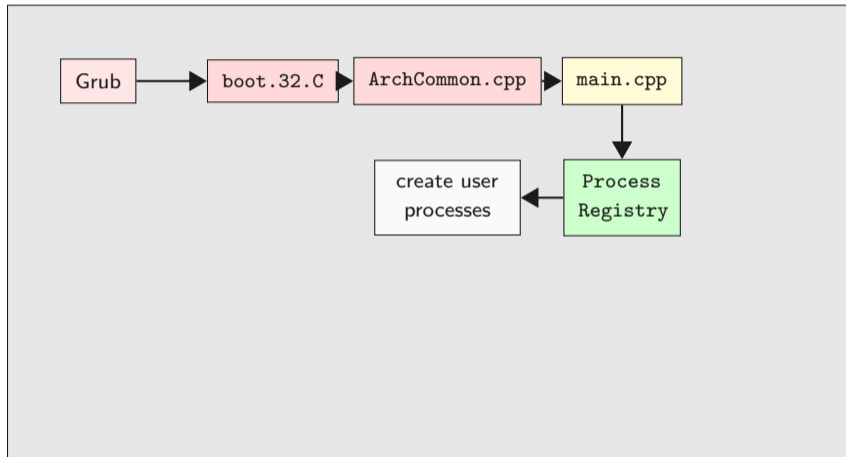 Grub
boot.32.C
ArchCommon.cpp
main.cpp
create user
processes
Process
Registry